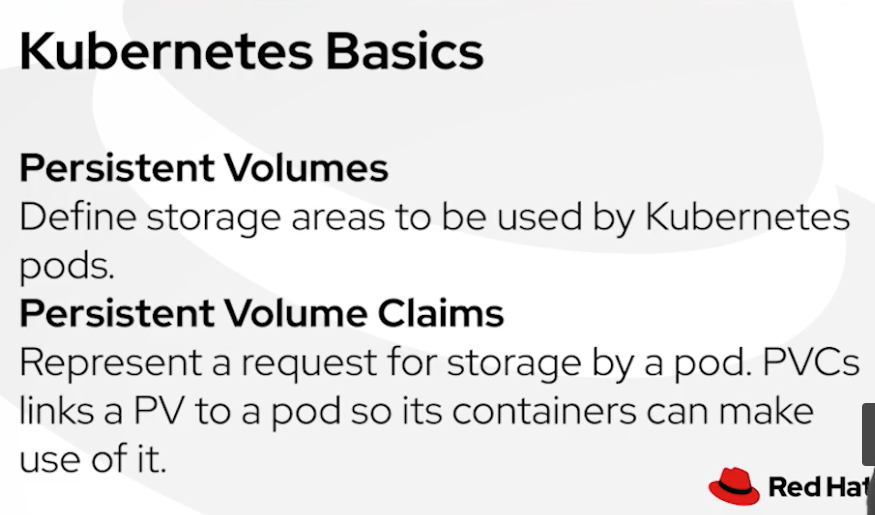 Kubernetes Basics
Persistent Volumes
Define storage areas to be used by Kubernetes
pods.
Persistent Volume Claims
Represent a request for storage by a pod. PVCs
links a PV to a pod so its containers can make
use of it.
Red Hat